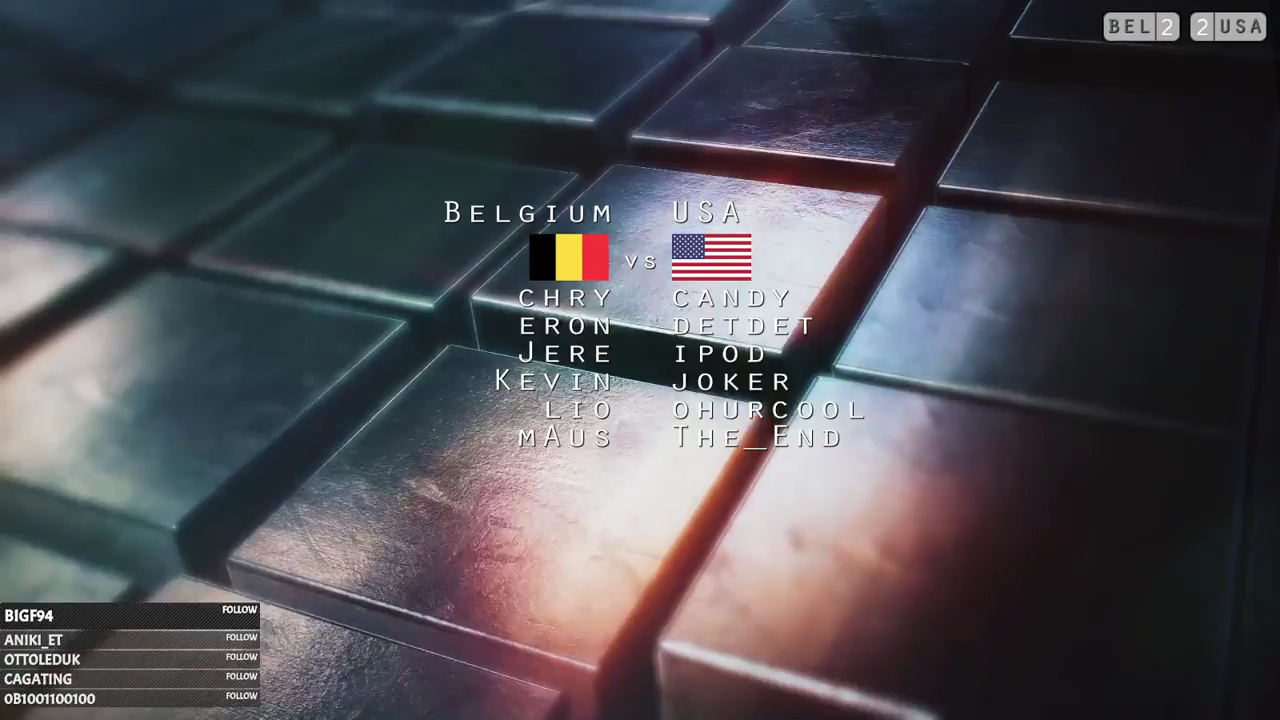 BEL 2 2 USA
BELGIUM USA
vs
CHRY CANDY
ERON DETDET
JERE IPOD
KEVIN JOKER
LIO OHURCOOL
MAUS THE_END
BIGF94 FOLLOW
ANIKI_ET FOLLOW
OTTOLEDUK FOLLOW
CAGATING FOLLOW
0B1001100100 FOLLOW